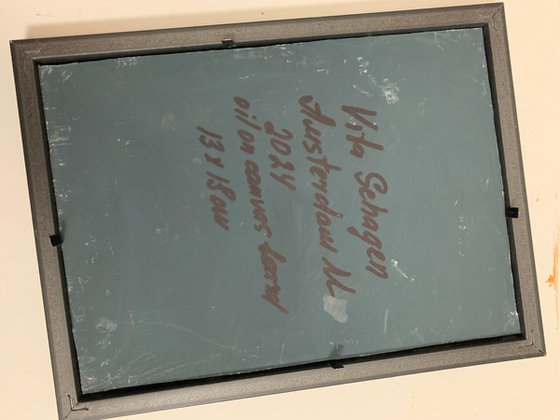 Vita Schagen
Amsterdam NL
2024
oil on canvas board
13 x 18 cm